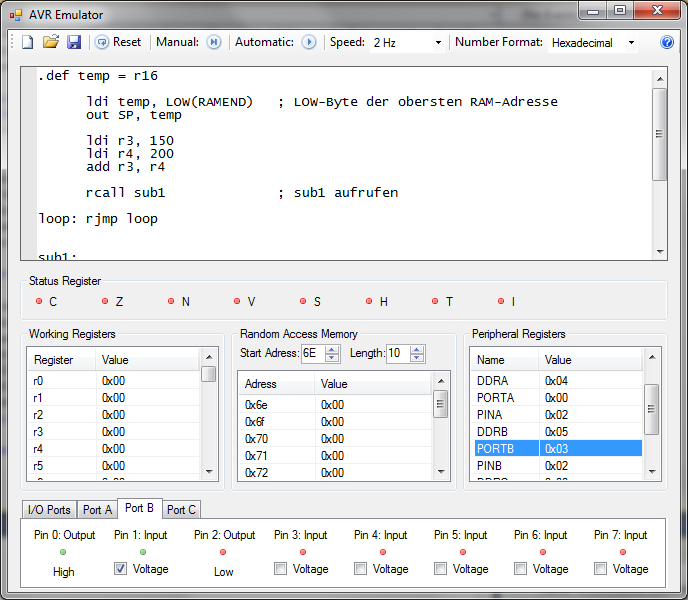 AVR Emulator
Reset Manual: Automatic: Speed: 2 Hz Number Format: Hexadecimal
.def temp = r16
ldi temp, LOW(RAMEND) ; LOW-Byte der obersten RAM-Adresse
out SP, temp
ldi r3, 150
ldi r4, 200
add r3, r4
rcall sub1 ; sub1 aufrufen
loop: rjmp loop
sub1:
Status Register
C Z N V S H T I
Working Registers
Register Value
r0 0x00
r1 0x00
r2 0x00
r3 0x00
r4 0x00
r5 0x00
Random Access Memory
Start Adress: 6E Length: 10
Adress Value
0x6e 0x00
0x6f 0x00
0x70 0x00
0x71 0x00
0x72 0x00
Peripheral Registers
Name Value
DDRA 0x04
PORTA 0x00
PINA 0x02
DDRB 0x05
PORTB 0x03
PINB 0x02
I/O Ports Port A Port B Port C
Pin 0: Output Pin 1: Input Pin 2: Output Pin 3: Input Pin 4: Input Pin 5: Input Pin 6: Input Pin 7: Input
High Voltage Low Voltage Voltage Voltage Voltage Voltage